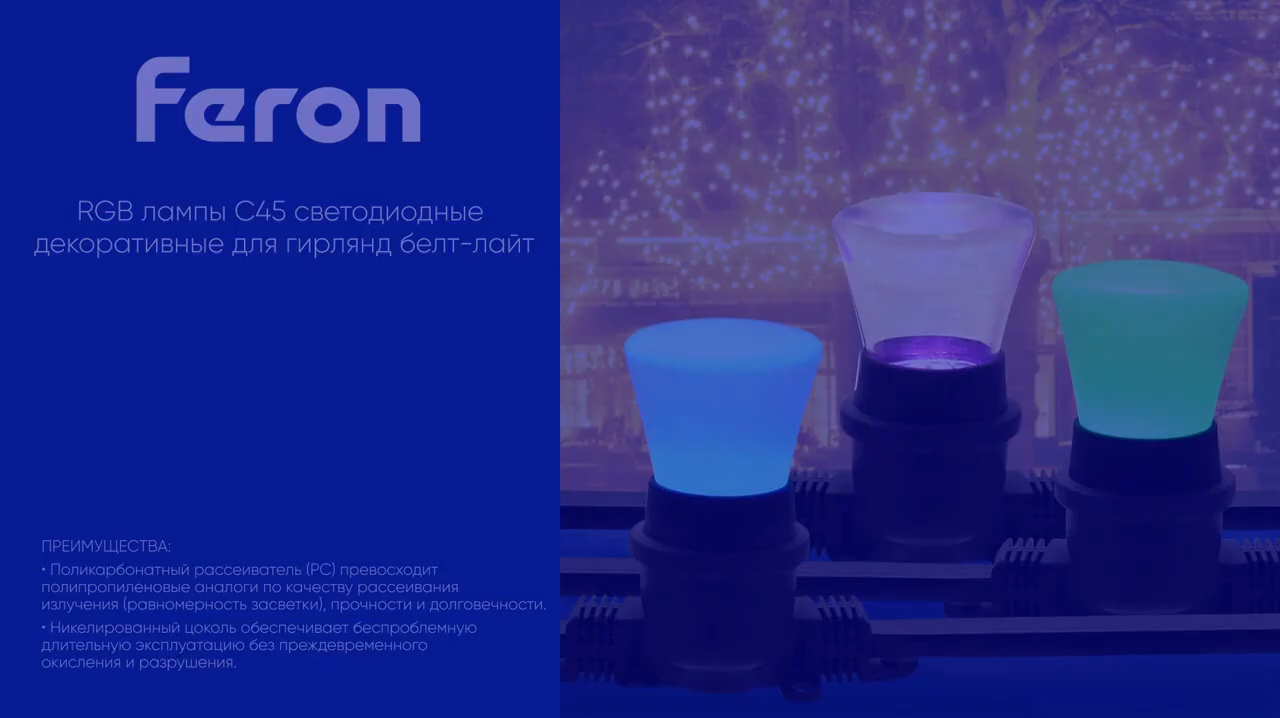 feron
RGB лампы C45 светодиодные
декоративные для гирлянд белт-лайт
ПРЕИМУЩЕСТВА:
• Поликарбонатный рассеиватель (PC) превосходит
полипропиленовые аналоги по качеству рассеивания
излучения (равномерность засветки), прочности и долговечности.
• Никелированный цоколь обеспечивает беспроблемную
длительную эксплуатацию без преждевременного
окисления и разрушения.